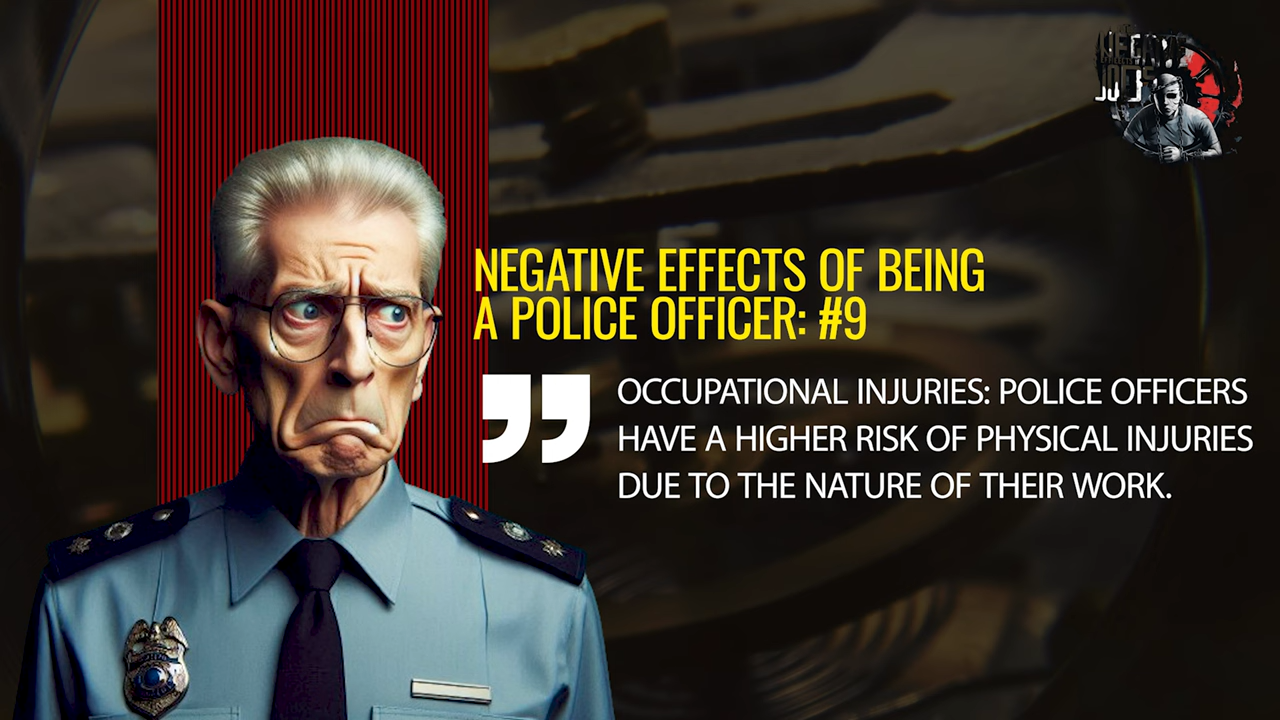 NEGATIVE EFFECTS OF BEING
A POLICE OFFICER: #9
OCCUPATIONAL INJURIES: POLICE OFFICERS
HAVE A HIGHER RISK OF PHYSICAL INJURIES
DUE TO THE NATURE OF THEIR WORK.